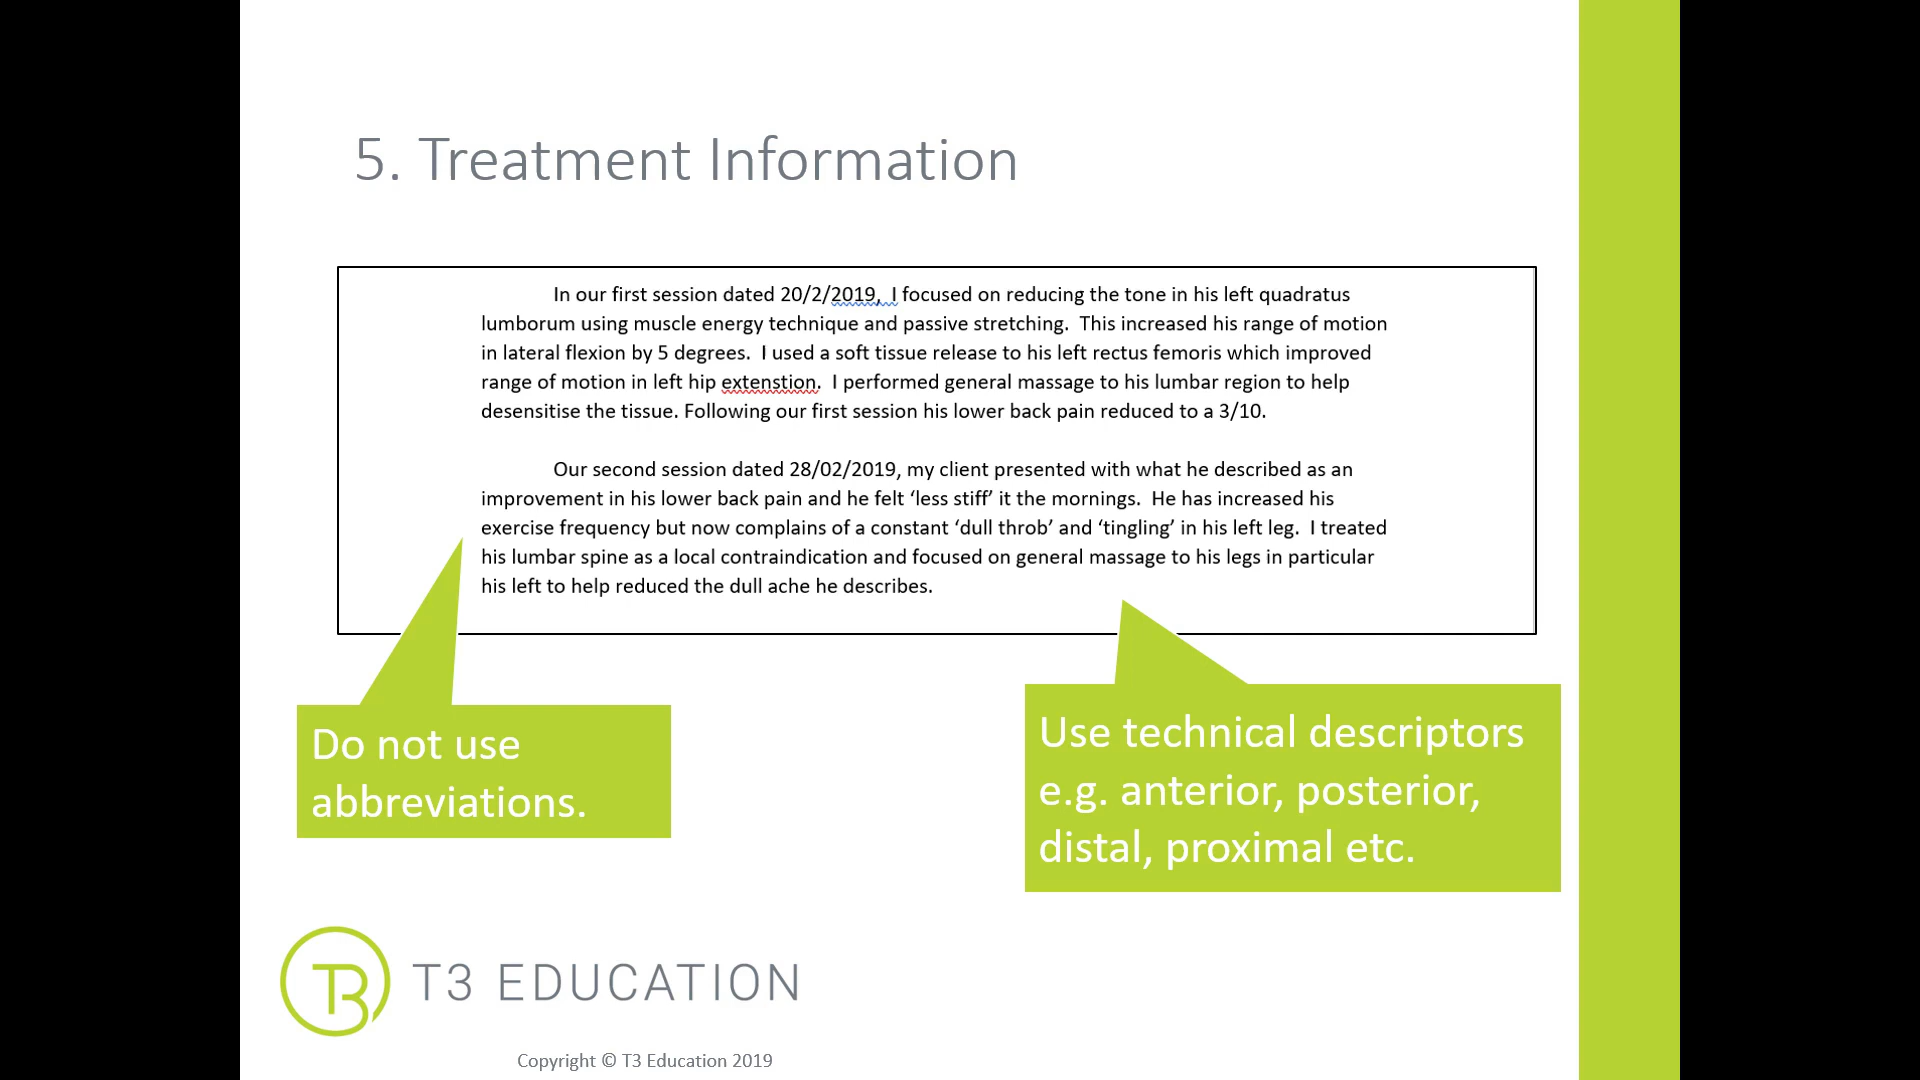 5. Treatment Information
In our first session dated 20/2/2019,  I focused on reducing the tone in his left quadratus
lumborum using muscle energy technique and passive stretching.  This increased his range of motion
in lateral flexion by 5 degrees.  I used a soft tissue release to his left rectus femoris which improved
range of motion in left hip extenstion.  I performed general massage to his lumbar region to help
desensitise the tissue. Following our first session his lower back pain reduced to a 3/10.
Our second session dated 28/02/2019, my client presented with what he described as an
improvement in his lower back pain and he felt ‘less stiff’ it the mornings.  He has increased his
exercise frequency but now complains of a constant ‘dull throb’ and ‘tingling’ in his left leg.  I treated
his lumbar spine as a local contraindication and focused on general massage to his legs in particular
his left to help reduced the dull ache he describes.
Do not use
abbreviations.
Use technical descriptors
e.g. anterior, posterior,
distal, proximal etc.
T3 T3 EDUCATION
Copyright © T3 Education 2019